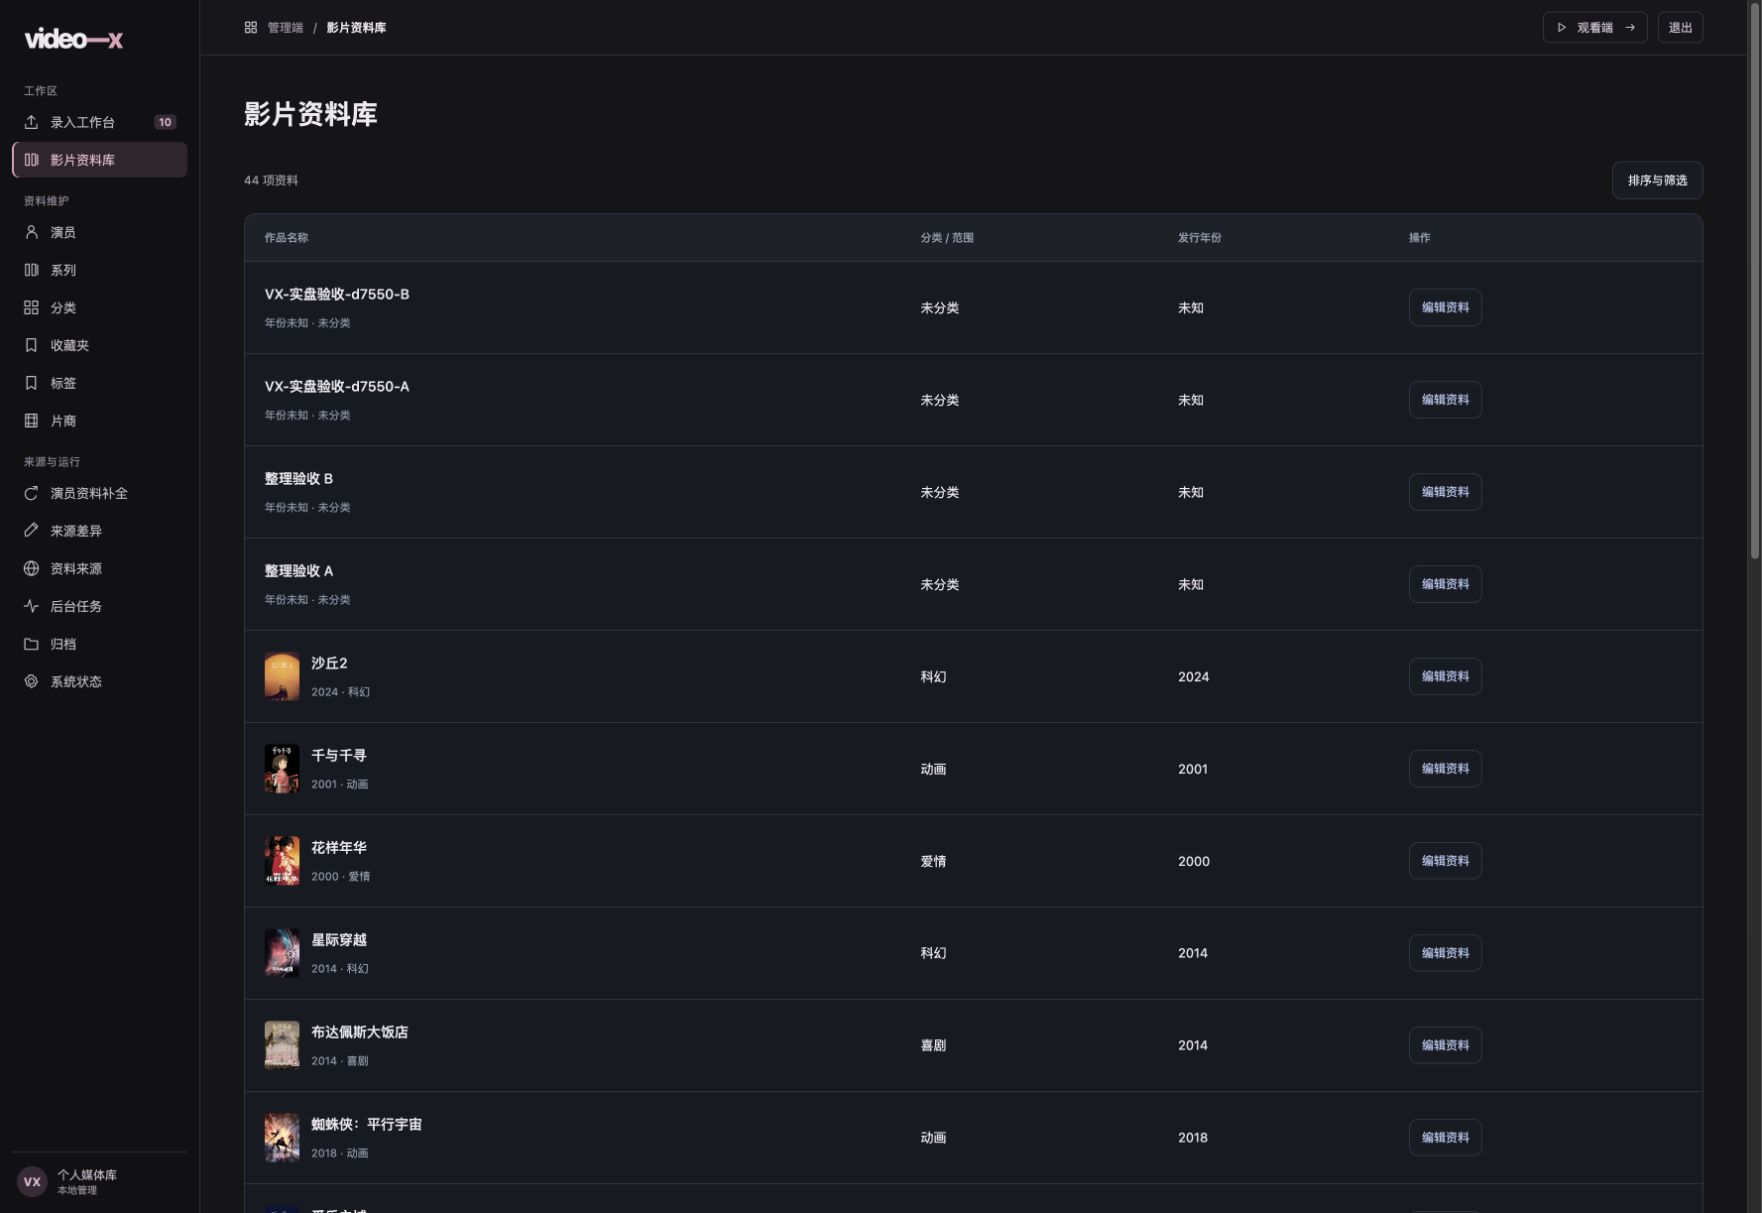 video—x
管理端 / 影片资料库
观看端 →
退出
工作区
录入工作台 10
影片资料库
资料维护
演员
系列
分类
收藏夹
标签
片商
来源与运行
演员资料补全
来源差异
资料来源
后台任务
归档
系统状态
VX
个人媒体库
本地管理
影片资料库
44 项资料
排序与筛选
作品名称 分类 / 范围 发行年份 操作
VX-实盘验收-d7550-B
年份未知 · 未分类
未分类 未知 编辑资料
VX-实盘验收-d7550-A
年份未知 · 未分类
未分类 未知 编辑资料
整理验收 B
年份未知 · 未分类
未分类 未知 编辑资料
整理验收 A
年份未知 · 未分类
未分类 未知 编辑资料
沙丘2
2024 · 科幻
科幻 2024 编辑资料
千与千寻
千与千寻
2001 · 动画
动画 2001 编辑资料
花样年华
花样年华
2000 · 爱情
爱情 2000 编辑资料
星际穿越
2014 · 科幻
科幻 2014 编辑资料
布达佩斯大饭店
2014 · 喜剧
喜剧 2014 编辑资料
蜘蛛侠：平行宇宙
2018 · 动画
动画 2018 编辑资料